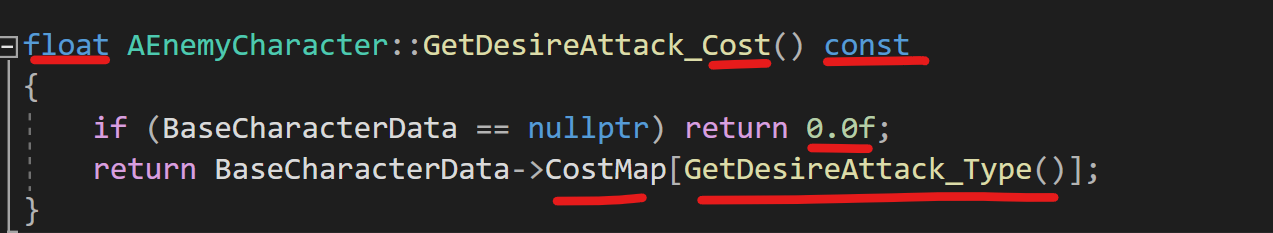 float AEnemyCharacter::GetDesireAttack_Cost() const
{
if (BaseCharacterData == nullptr) return 0.0f;
return BaseCharacterData->CostMap[GetDesireAttack_Type()];
}